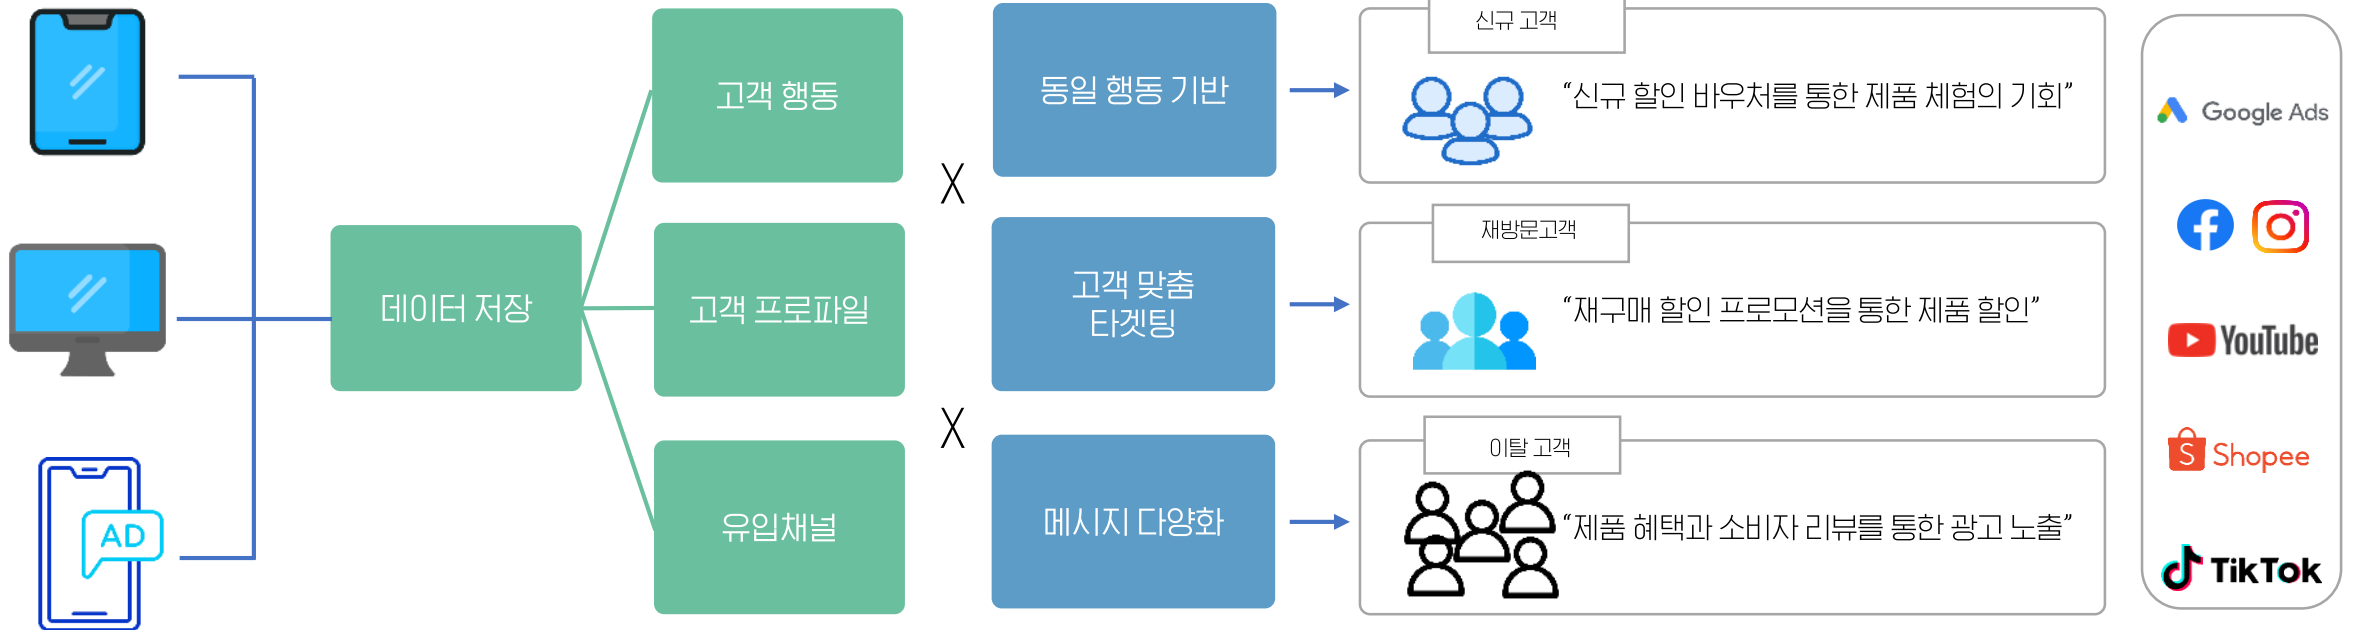 AD
데이터 저장
고객 행동
고객 프로파일
유입채널
X
X
동일 행동 기반
고객 맞춤
타겟팅
메시지 다양화
신규 고객
“신규 할인 바우처를 통한 제품 체험의 기회”
재방문고객
“재구매 할인 프로모션을 통한 제품 할인”
이탈 고객
“제품 혜택과 소비자 리뷰를 통한 광고 노출”
Google Ads
YouTube
S Shopee
TikTok